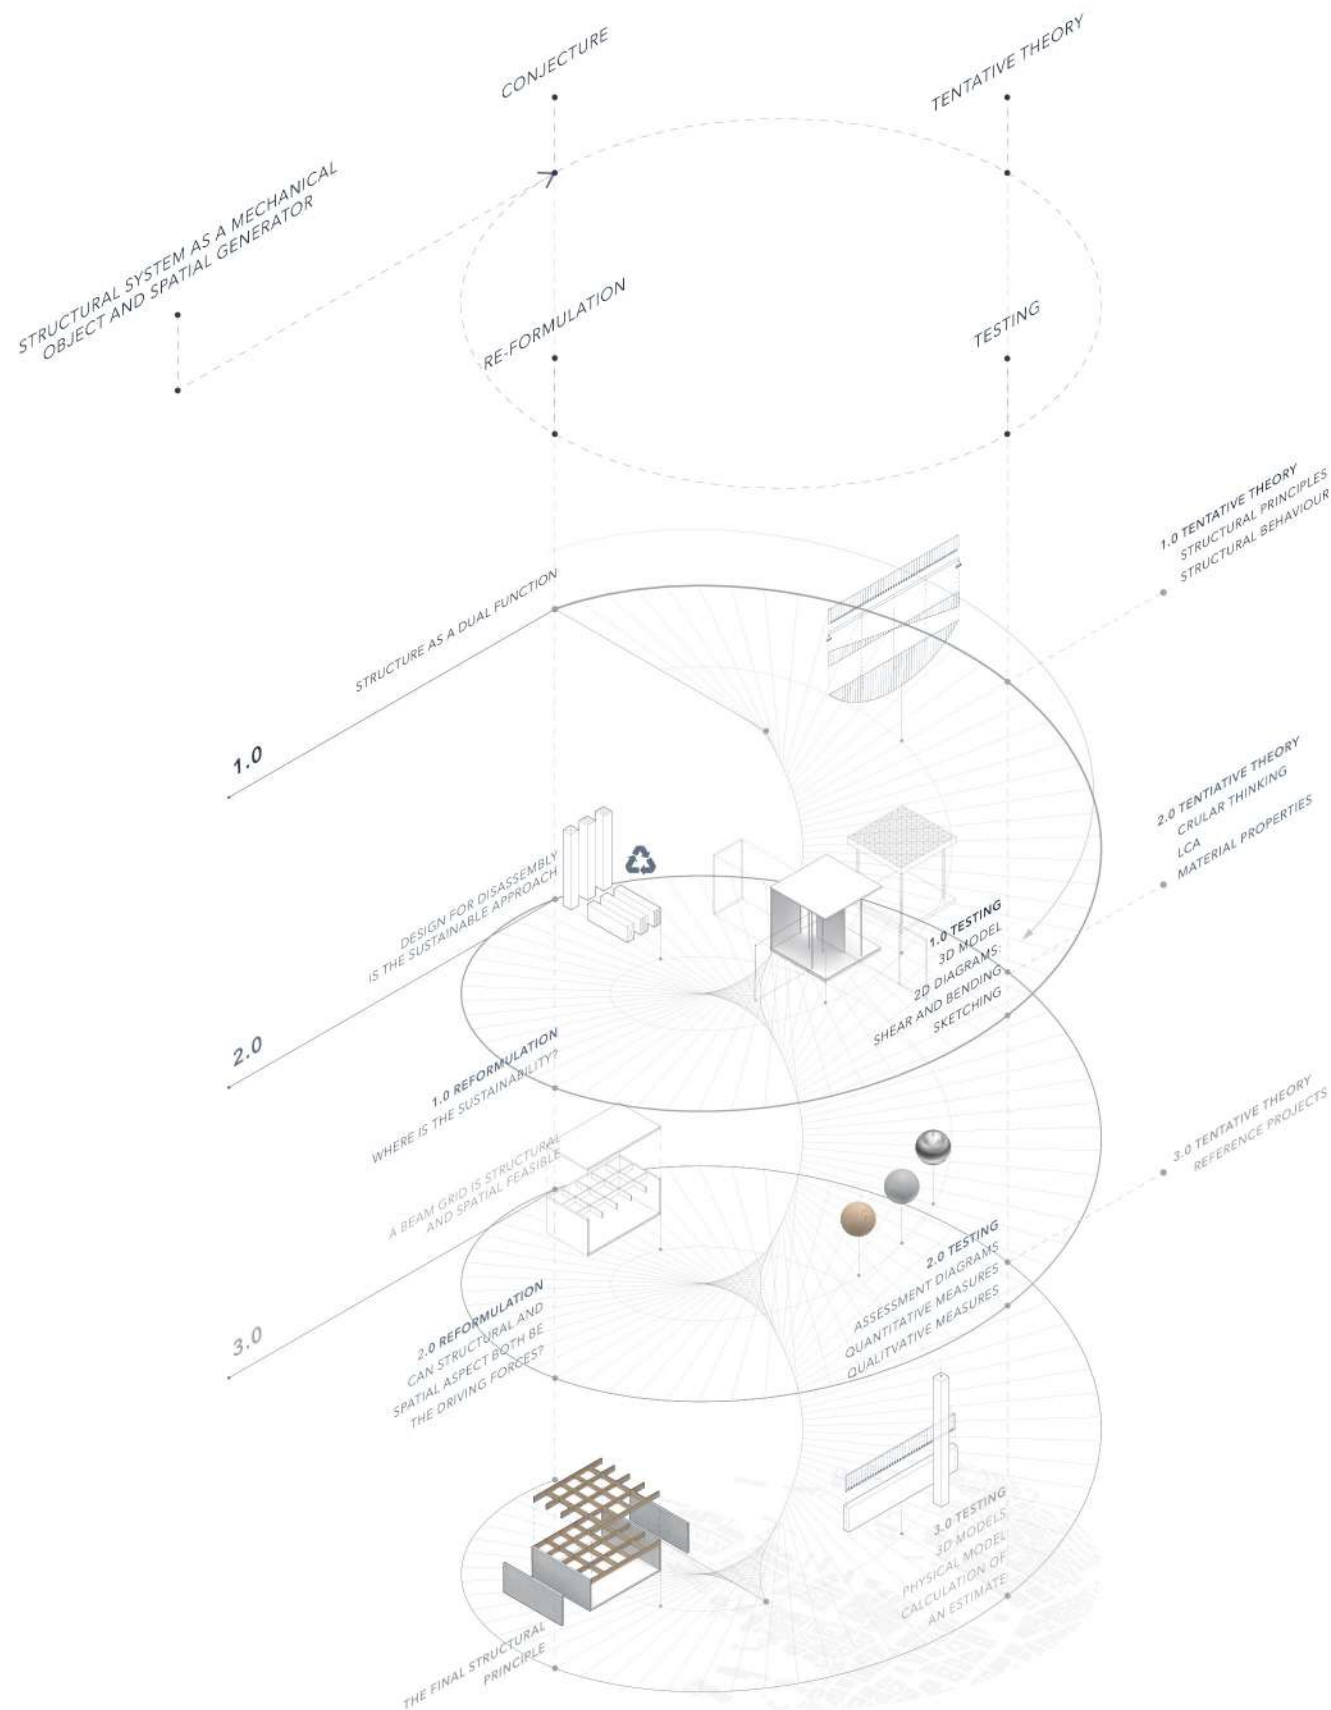 CONJECTURE
TENTATIVE THEORY
STRUCTURAL SYSTEM AS A MECHANICAL
OBJECT AND SPATIAL GENERATOR
RE-FORMULATION
TESTING
1.0 TENTATIVE THEORY
STRUCTURAL PRINCIPLES
STRUCTURAL BEHAVIOUR
STRUCTURE AS A DUAL FUNCTION
1.0
2.0 TENTIATIVE THEORY
CRULAR THINKING
LCA
MATERIAL PROPERTIES
DESIGN FOR DISASSEMBLY
IS THE SUSTAINABLE APPROACH
2.0
1.0 TESTING
3D MODEL
2D DIAGRAMS:
SHEAR AND BENDING
SKETCHING
1.0 REFORMULATION
WHERE IS THE SUSTAINABILITY?
3.0 TENTATIVE THEORY
REFERENCE PROJECTS
A BEAM GRID IS STRUCTURAL
AND SPATIAL FEASIBLE
3.0
2.0 TESTING
ASSESSMENT DIAGRAMS
QUANTITATIVE MEASURES
QUALITVATIVE MEASURES
2.0 REFORMULATION
CAN STRUCTURAL AND
SPATIAL ASPECT BOTH BE
THE DRIVING FORCES?
3.0 TESTING
3D-MODELS
PHYSICAL MODEL
CALCULATION OF
AN ESTIMATE
THE FINAL STRUCTURAL
PRINCIPLE